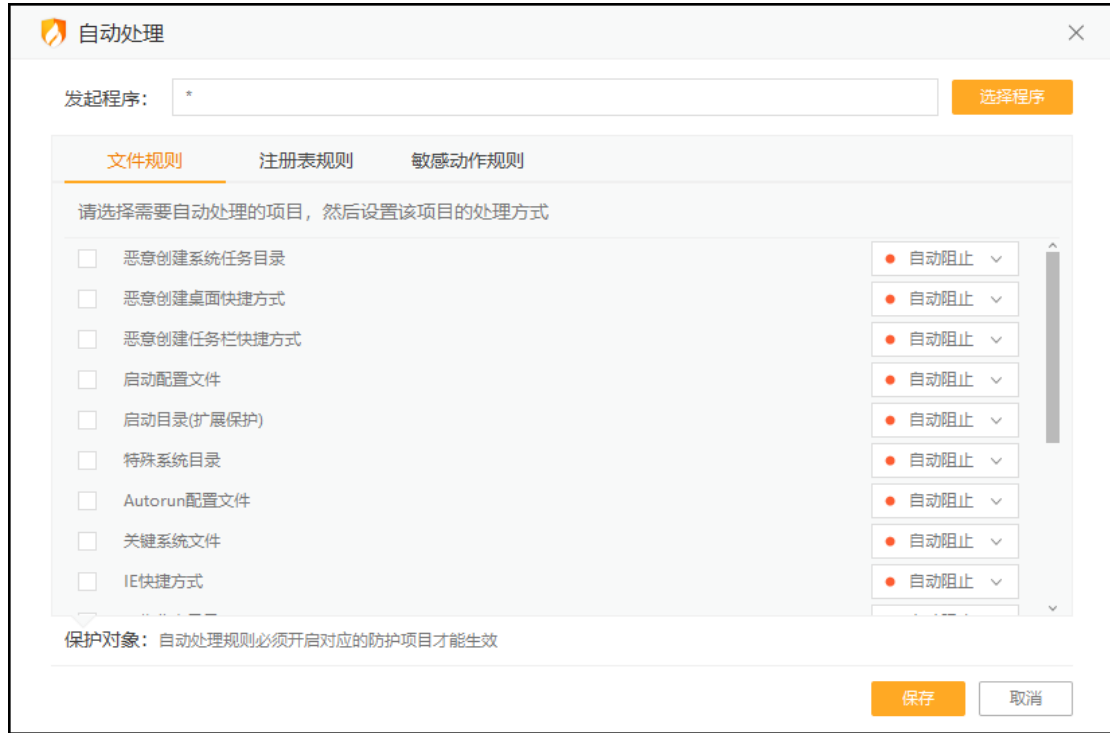 自动处理
发起程序： * 选择程序
文件规则 注册表规则 敏感动作规则
请选择需要自动处理的项目，然后设置该项目的处理方式
恶意创建系统任务目录 自动阻止
恶意创建桌面快捷方式 自动阻止
恶意创建任务栏快捷方式 自动阻止
启动配置文件 自动阻止
启动目录(扩展保护) 自动阻止
特殊系统目录 自动阻止
Autorun配置文件 自动阻止
关键系统文件 自动阻止
IE快捷方式 自动阻止
保护对象：自动处理规则必须开启对应的防护项目才能生效
保存 取消